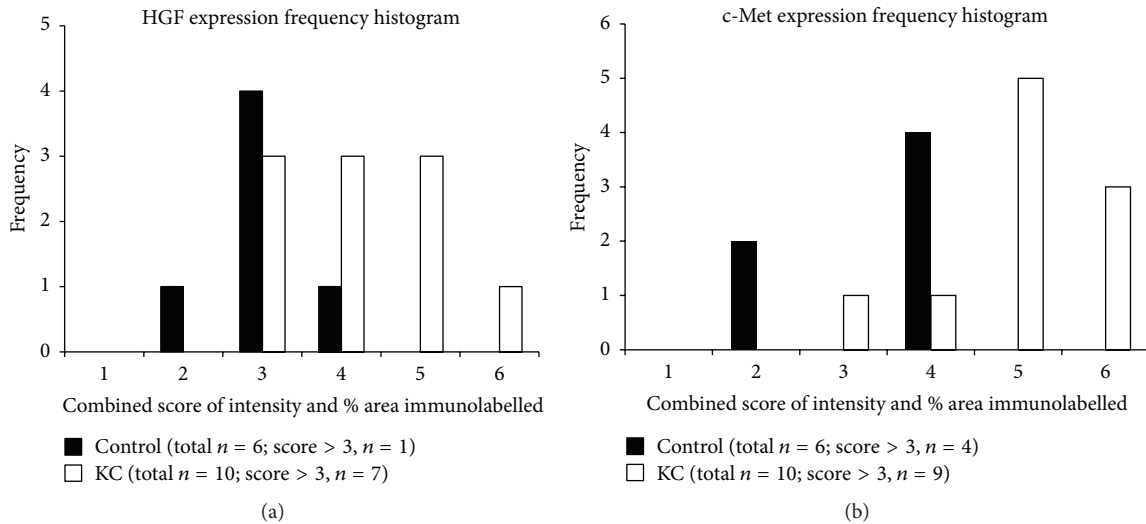 HGF expression frequency histogram
5
4
3
2
1
0
Frequency
1 2 3 4 5 6
Combined score of intensity and % area immunolabelled
Control (total n = 6; score > 3, n = 1)
KC (total n = 10; score > 3, n = 7)
(a)
c-Met expression frequency histogram
6
5
4
3
2
1
0
Frequency
1 2 3 4 5 6
Combined score of intensity and % area immunolabelled
Control (total n = 6; score > 3, n = 4)
KC (total n = 10; score > 3, n = 9)
(b)